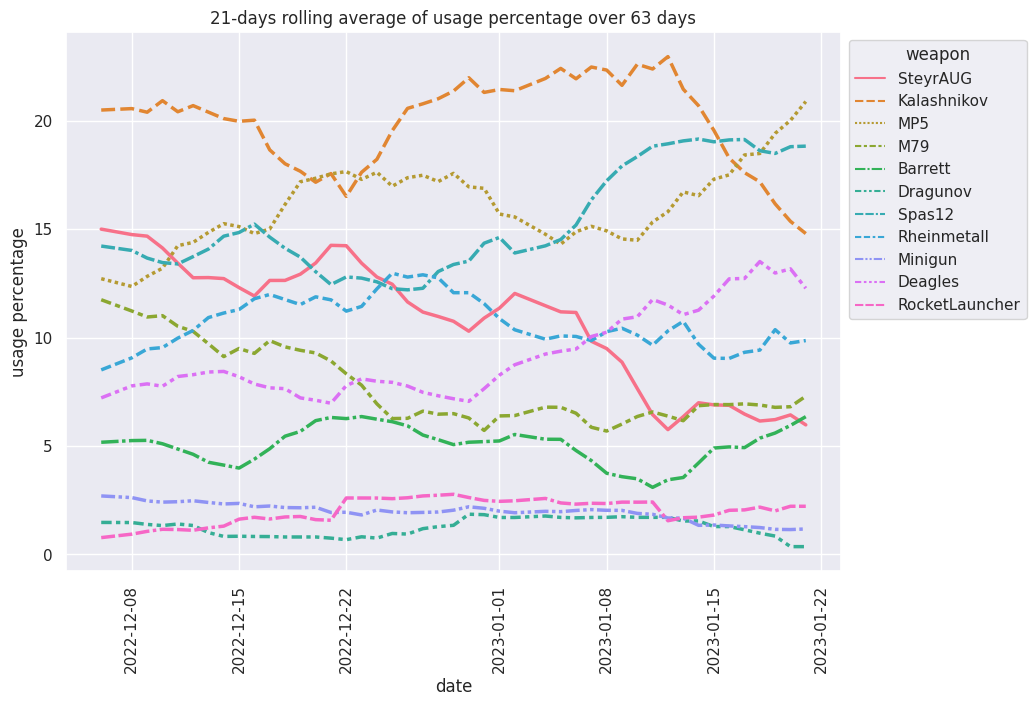 21-days rolling average of usage percentage over 63 days
usage percentage
20
15
10
5
0
2022-12-08
2022-12-15
2022-12-22
2023-01-01
2023-01-08
2023-01-15
2023-01-22
date
weapon
SteyrAUG
Kalashnikov
MP5
M79
Barrett
Dragunov
Spas12
Rheinmetall
Minigun
Deagles
RocketLauncher